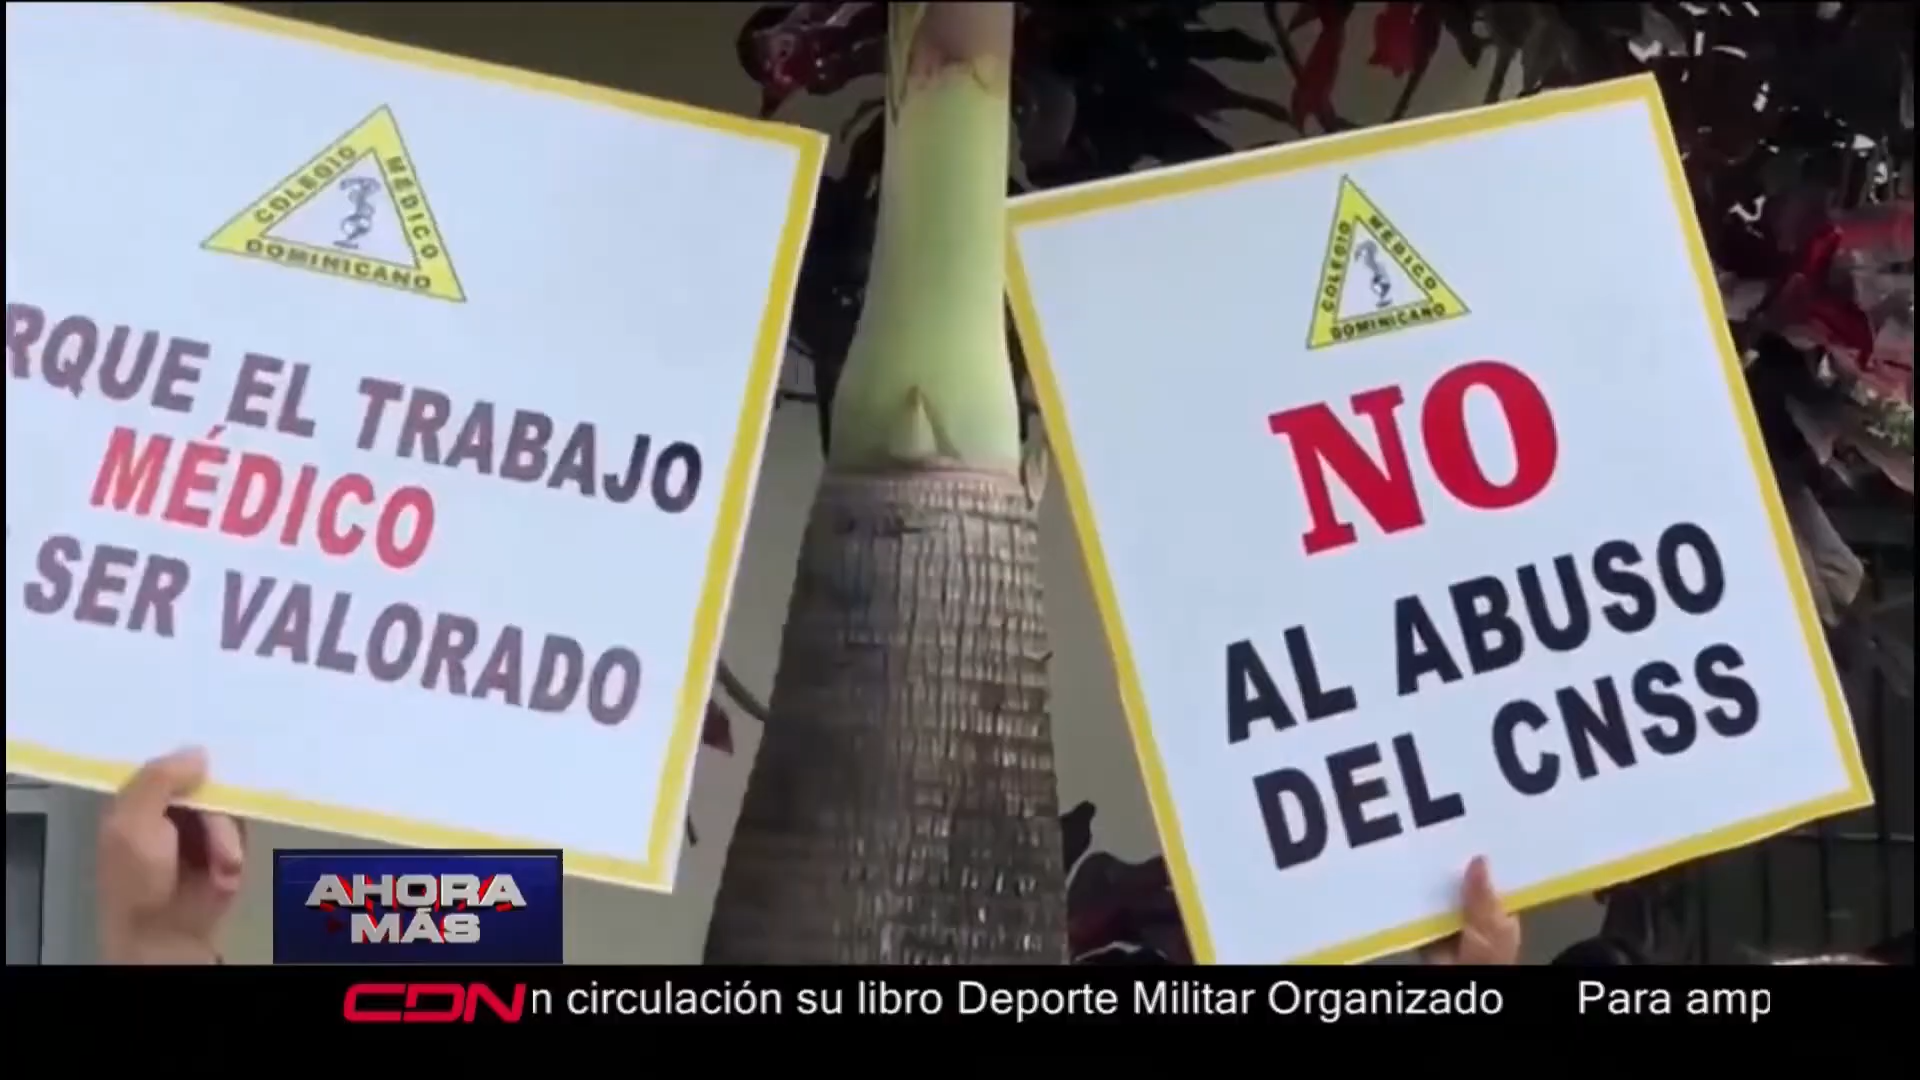 COLEGIO MÉDICO DOMINICANO
RQUE EL TRABAJO
MÉDICO
SER VALORADO
COLEGIO MÉDICO DOMINICANO
NO
AL ABUSO
DEL CNSS
AHORA
MÁS
CDN n circulación su libro Deporte Militar Organizado Para amp